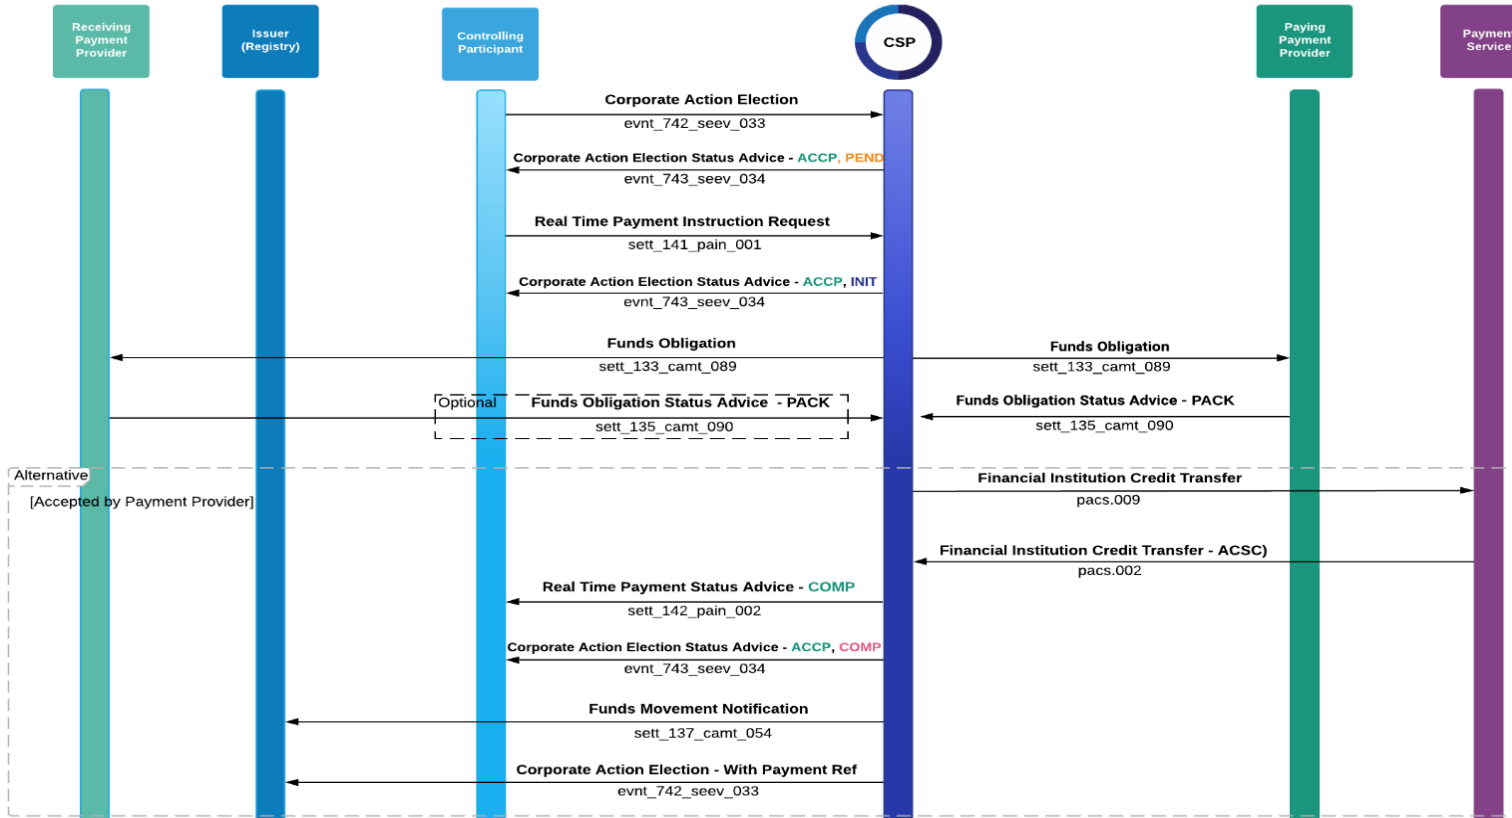 Receiving
Payment
Provider
Issuer
(Registry)
Controlling
Participant
CSP
Paying
Payment
Provider
Payment
Service
Corporate Action Election
evnt_742_seev_033
Corporate Action Election Status Advice - ACCP, PEND
evnt_743_seev_034
Real Time Payment Instruction Request
sett_141_pain_001
Corporate Action Election Status Advice - ACCP, INIT
evnt_743_seev_034
Funds Obligation
sett_133_camt_089
Funds Obligation
sett_133_camt_089
Optional
Funds Obligation Status Advice - PACK
sett_135_camt_090
Funds Obligation Status Advice - PACK
sett_135_camt_090
Alternative
[Accepted by Payment Provider]
Financial Institution Credit Transfer
pacs.009
Financial Institution Credit Transfer - ACSC)
pacs.002
Real Time Payment Status Advice - COMP
sett_142_pain_002
Corporate Action Election Status Advice - ACCP, COMP
evnt_743_seev_034
Funds Movement Notification
sett_137_camt_054
Corporate Action Election - With Payment Ref
evnt_742_seev_033